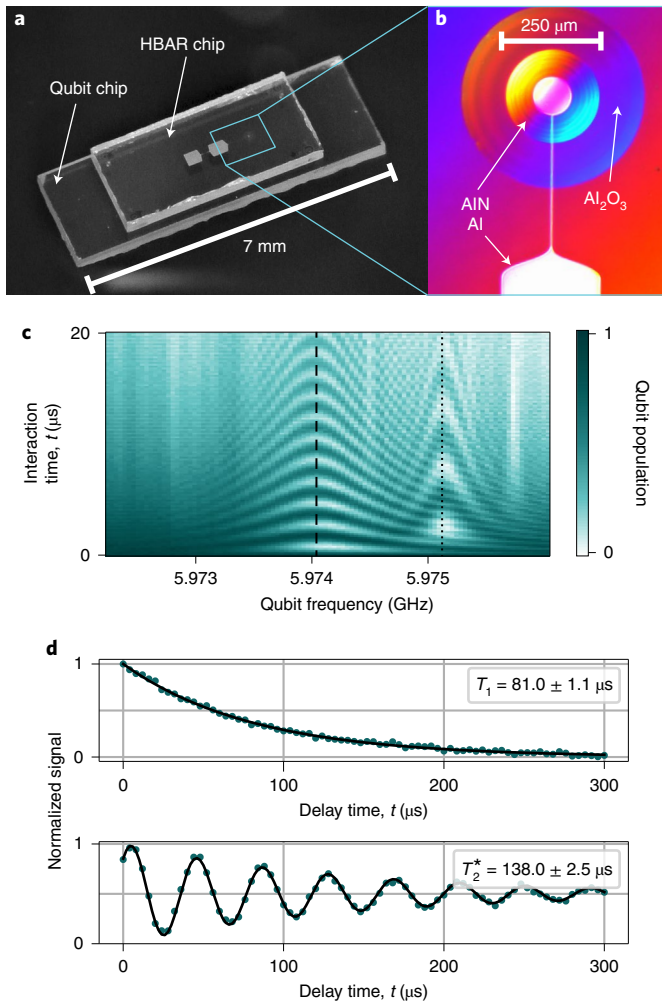 a
HBAR chip
Qubit chip
7 mm
b
250 μm
AlN
Al
Al₂O₃
c
20
10
0
Interaction
time, t (μs)
5.973
5.974
5.975
Qubit frequency (GHz)
1
0
Qubit population
d
Normalized signal
1
0
T₁ = 81.0 ± 1.1 μs
0
100
200
300
Delay time, t (μs)
1
0
T₂* = 138.0 ± 2.5 μs
0
100
200
300
Delay time, t (μs)